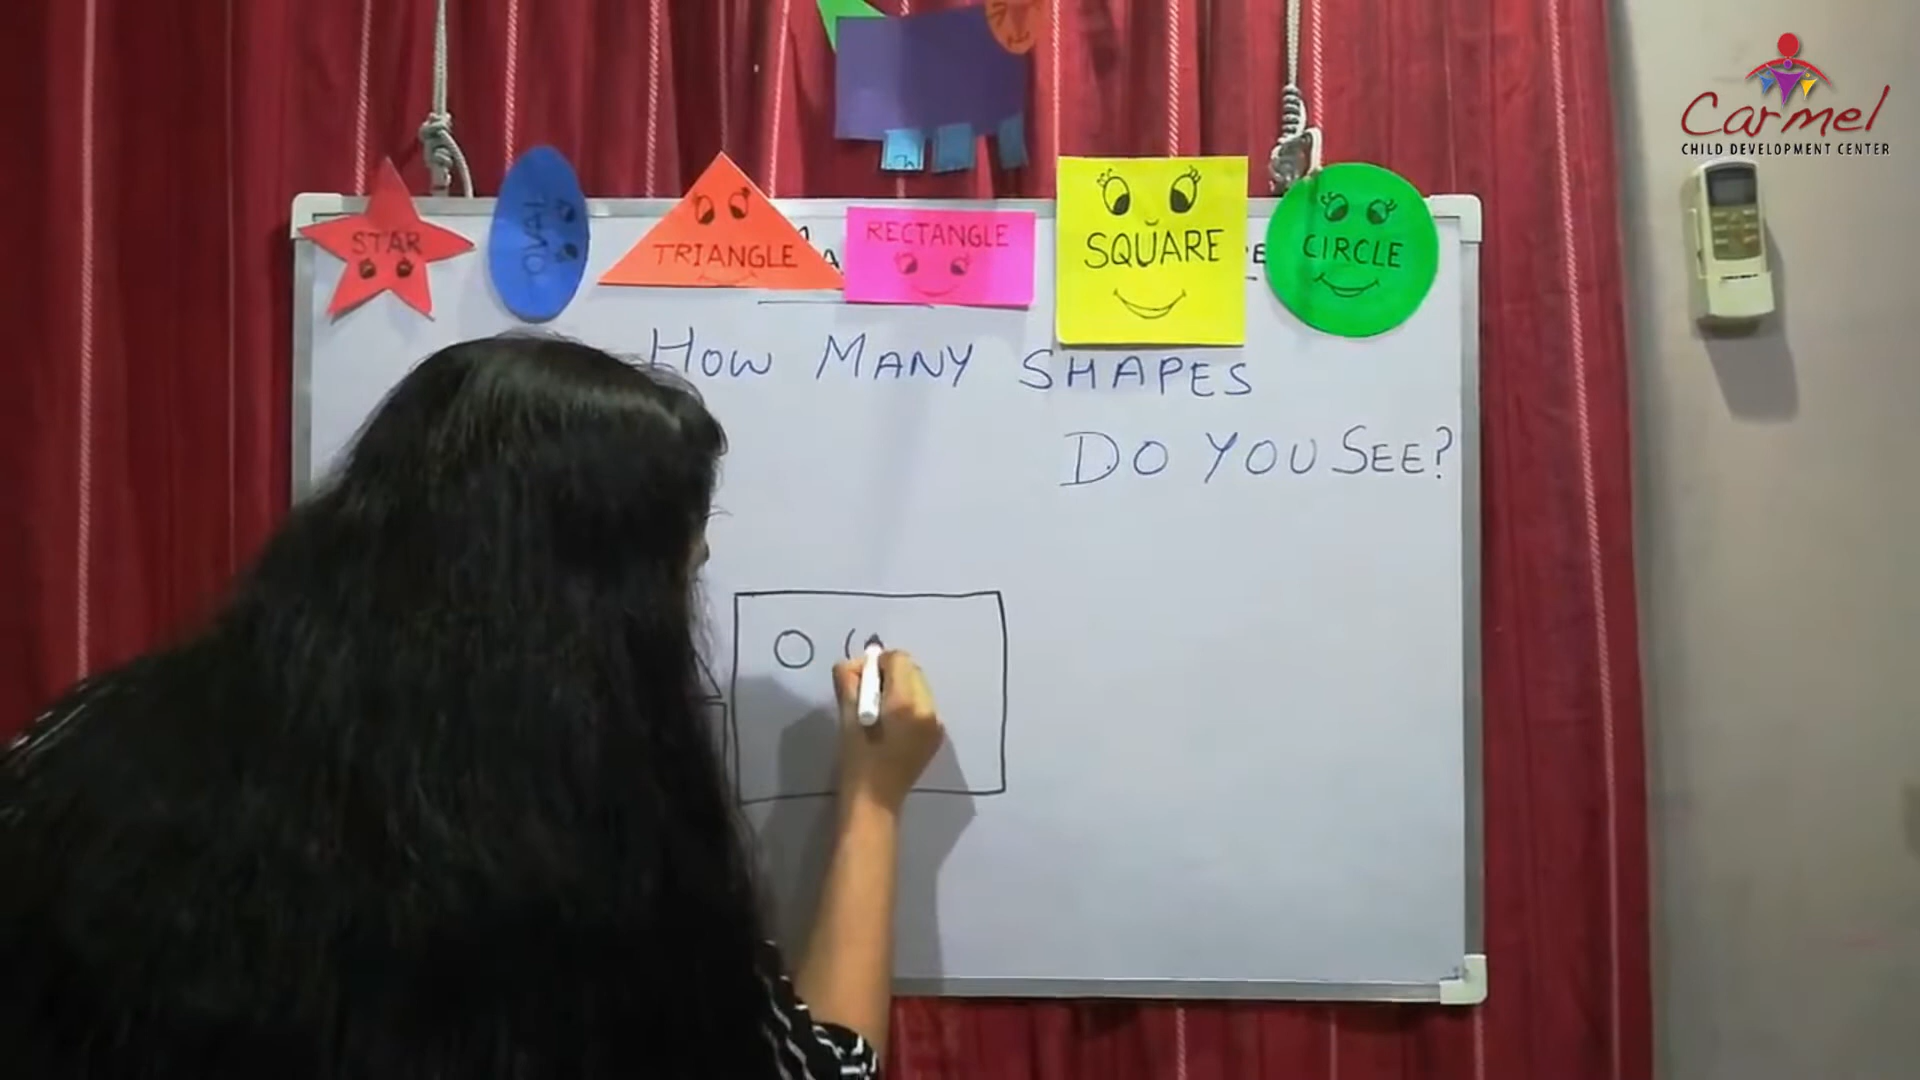 Carmel
CHILD DEVELOPMENT CENTER
STAR
OVAL
TRIANGLE
RECTANGLE
SQUARE
CIRCLE
HOW MANY SHAPES
DO YOU SEE?